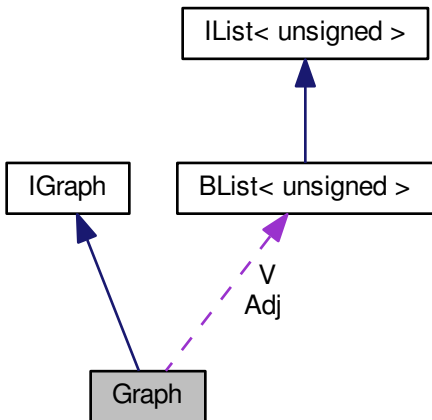 IList< unsigned >
IGraph
BList< unsigned >
V
Adj
Graph